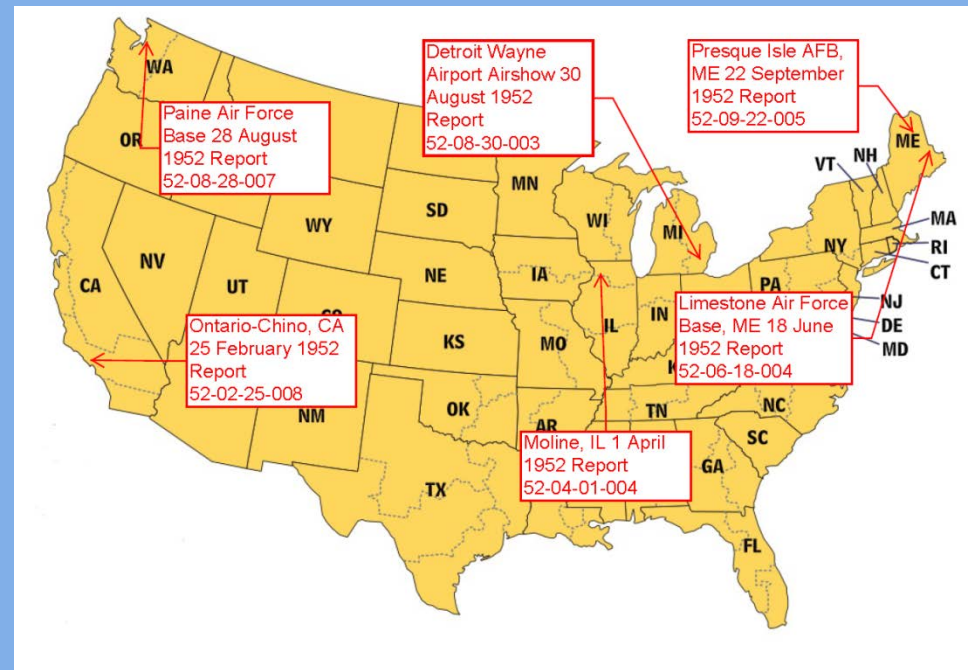 Detroit Wayne
Airport Airshow 30
August 1952
Report
52-08-30-003
Presque Isle AFB,
ME 22 September
1952 Report
52-09-22-005
WA
Paine Air Force
Base 28 August
1952 Report
52-08-28-007
OR
ME
VT
NH
MN
SD
WI
MI
WY
NY
MA
RI
CT
NV
CA
UT
NE
IA
PA
NJ
DE
MD
IL
IN
Limestone Air Force
Base, ME 18 June
1952 Report
52-06-18-004
Ontario-Chino, CA
25 February 1952
Report
52-02-25-008
KS
MO
NM
OK
AR
TN
NC
SC
Moline, IL 1 April
1952 Report
52-04-01-004
GA
TX
FL